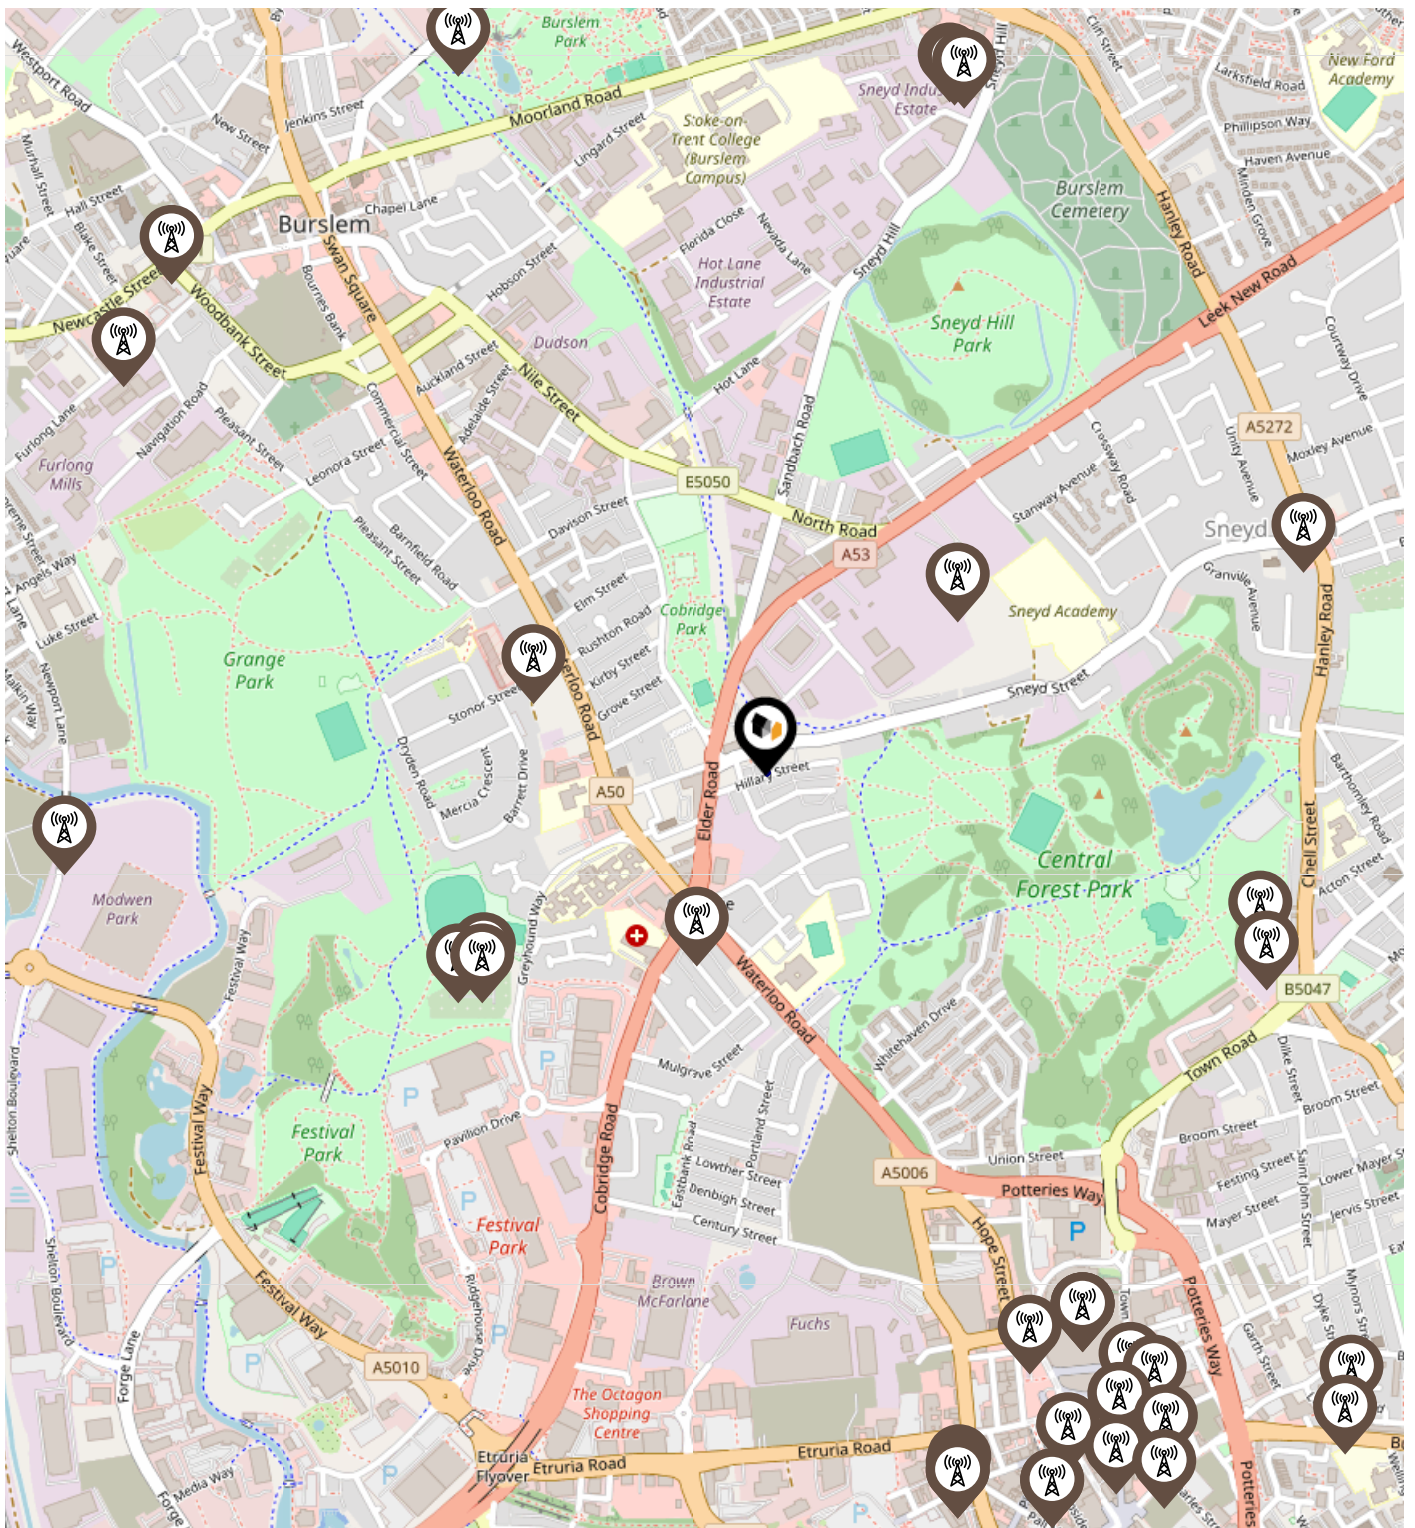 Westport Road
Burslem
Park
Sneyd Hill
Cliff Street
New Ford
Academy
Larksfield Road
Jenkins Street
New Street
Moorland Road
Lingard Street
Stoke-on-
Trent College
(Burslem
Campus)
Estate
Phillipson Way
Haven Avenue
Minden Grove
Murhall Street
Hall Street
Blake Street
Chapel Lane
Burslem
Swan Square
Bournes Bank
Hobson Street
Florida Close
Nevada Lane
Hot Lane
Industrial
Estate
Sneyd Hill
Burslem
Cemetery
Hanley Road
Leek New Road
Newcastle Street
Woodbank Street
Dudson
Sneyd Hill
Park
Courtway Drive
Auckland Street
Adelaide Street
Nile Street
Hot Lane
Furlong Lane
Navigation Road
Pleasant Street
Commercial Street
Leonora Street
Furlong
Mills
Waterloo Road
Sandbach Road
A5272
Unity Avenue
Moxley Avenue
Crossway Road
Stanway Avenue
E5050
North Road
A53
Davison Street
Pleasant Street
Barnfield Road
Sneyd
Granville Avenue
Angels Way
Luke Street
Newport Lane
Malkin Way
Elm Street
Rushton Road
Kirby Street
Grove Street
Cobridge
Park
Sneyd Academy
Hanley Road
Grange
Park
Stonor Street
Sneyd Street
Dryden Road
Mercia Crescent
Barrett Drive
A50
Elder Road
Hillary Street
Barthomley Road
Chell Street
Acton Street
Central
Forest Park
Modwen
Park
Festival Way
Greyhound Way
Waterloo Road
Whitehaven Drive
B5047
Town Road
Dilke Street
Shelton Boulevard
Festival Way
P
P
Mulgrave Street
Portland Street
Pavilion Drive
Festival
Park
Cobridge Road
Eastbank Road
Lowther Street
Denbigh Street
Century Street
A5006
Union Street
Potteries Way
Broom Street
Broom Street
Festing Street
Lower Mayer St
Saint John Street
Mayer Street
Jervis Street
P
Festival
Park
P
Hope Street
Shelton Boulevard
P
Festival Way
Ridgehouse Drive
Brown
McFarlane
Fuchs
Town
Potteries Way
Garth Street
Dyke St
Mynors Street
P
P
Forge Lane
A5010
The Octagon
Shopping
Centre
Etruria
Flyover
Etruria Road
Etruria Road
Media Way
P
P
Forge
Potteries